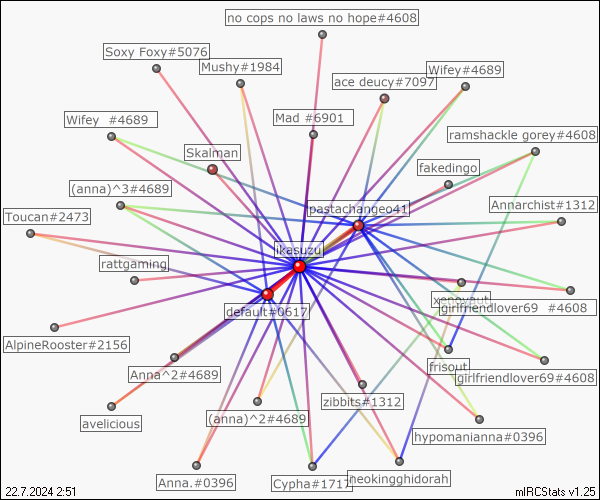 no cops no laws no hope#4608
Soxy Foxy#5076
Mushy#1984
Wifey#4689
ace deucy#7097
Wifey  #4689
Mad #6901
ramshackle gorey#4608
Skalman
fakedingo
(anna)^3#4689
Annarchist#1312
pastachangeo41
Toucan#2473
ikasuzu
rattgaming
xenonaut
girlfriendlover69  #4608
default#0617
AlpineRooster#2156
frisout
Anna^2#4689
girlfriendlover69#4608
zibbits#1312
avelicious
(anna)^2#4689
hypomanianna#0396
Anna.#0396
Cypha#1717
neokingghidorah
22.7.2024 2:51
mIRCStats v1.25